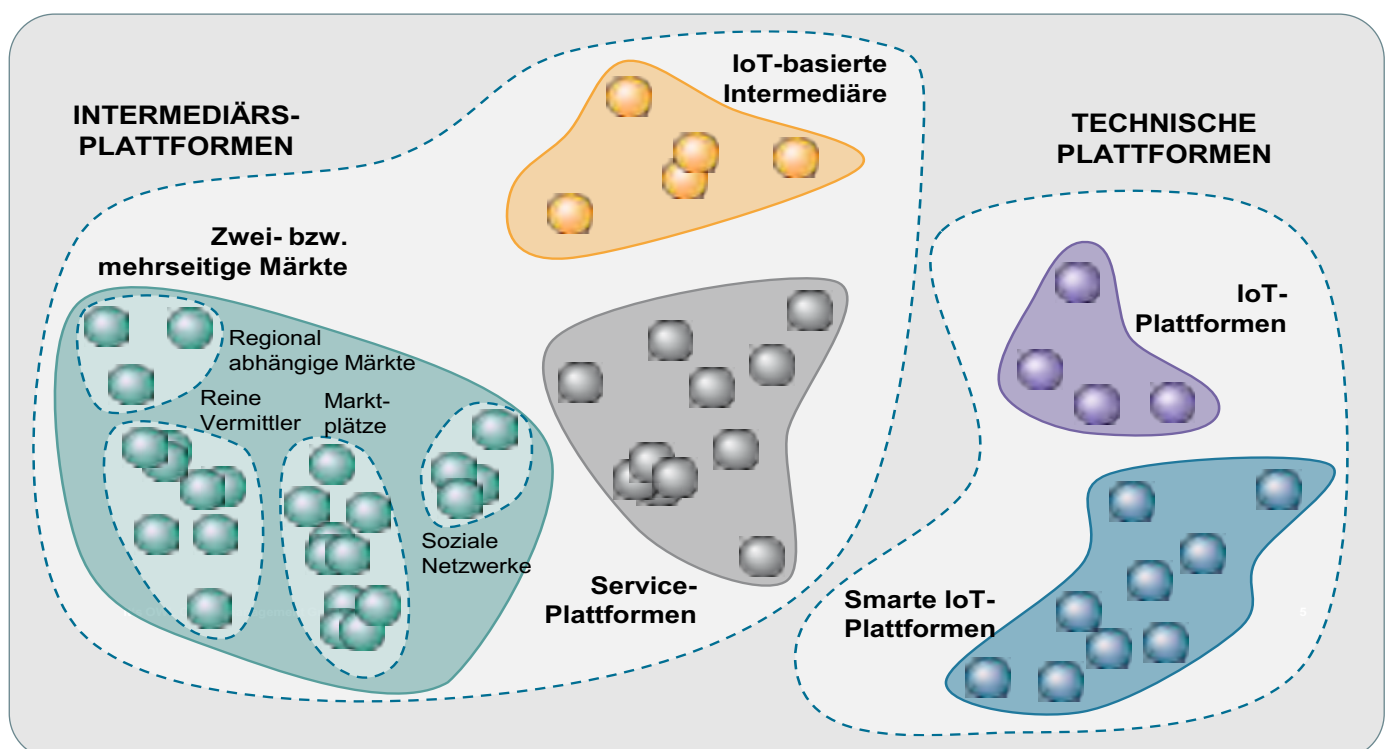 IoT-basierte
Intermediäre
INTERMEDIÄRS-
PLATTFORMEN
TECHNISCHE
PLATTFORMEN
Zwei- bzw.
mehrseitige Märkte
IoT-
Plattformen
Regional
abhängige Märkte
Reine
Vermittler
Markt-
plätze
Soziale
Netzwerke
Service-
Plattformen
Smarte IoT-
Plattformen
5